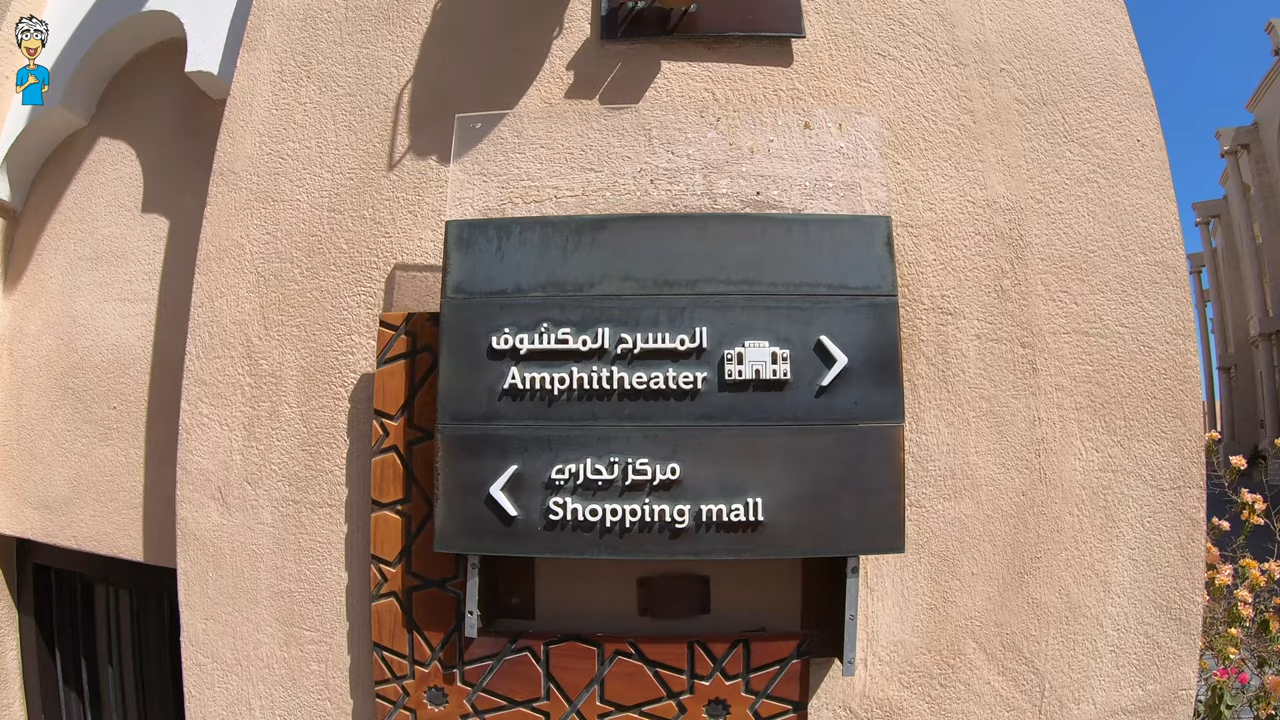 المسرح المكشوف
Amphitheater
مركز تجاري
Shopping mall